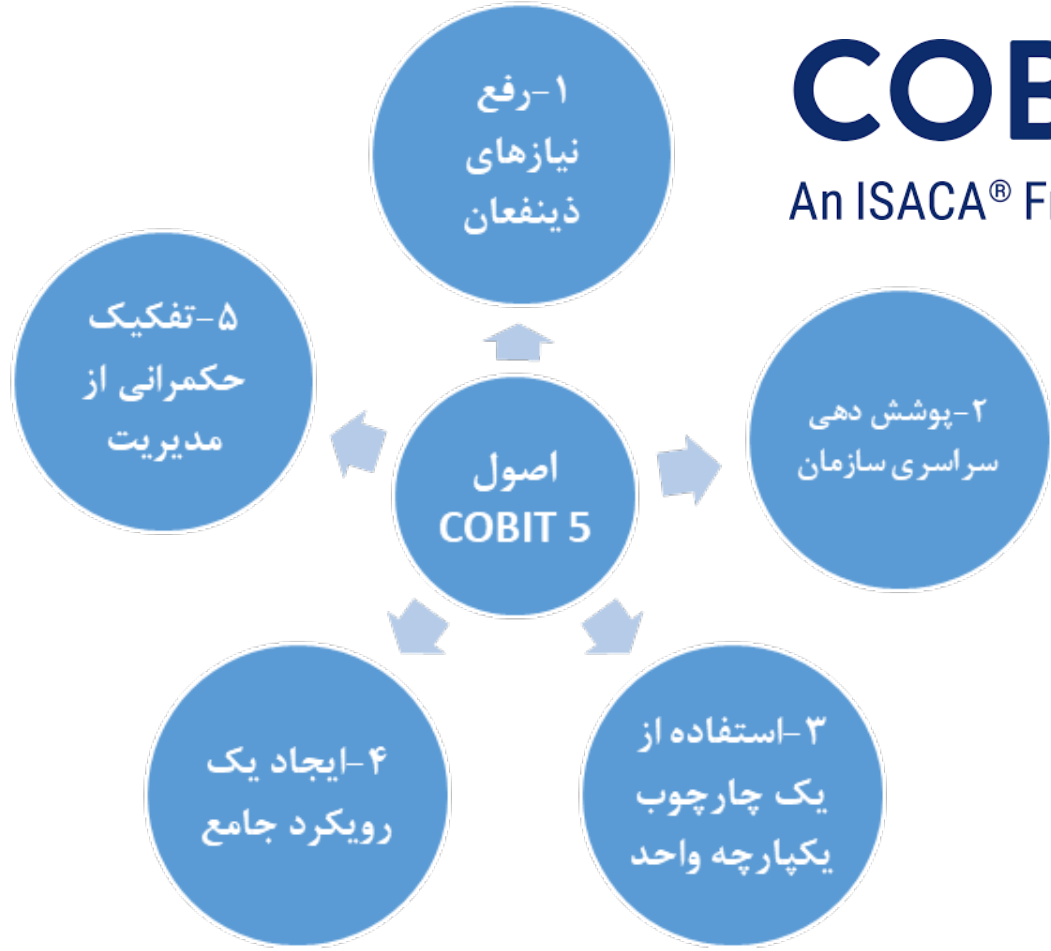 ۱-رفع
نیازهای
ذینفعان
COB
An ISACA® Fr
۲-پوشش دهی
سراسری سازمان
۳-استفاده از
یک چارچوب
یکپارچه واحد
۴-ایجاد یک
رویکرد جامع
۵-تفکیک
حکمرانی از
مدیریت
اصول
COBIT 5